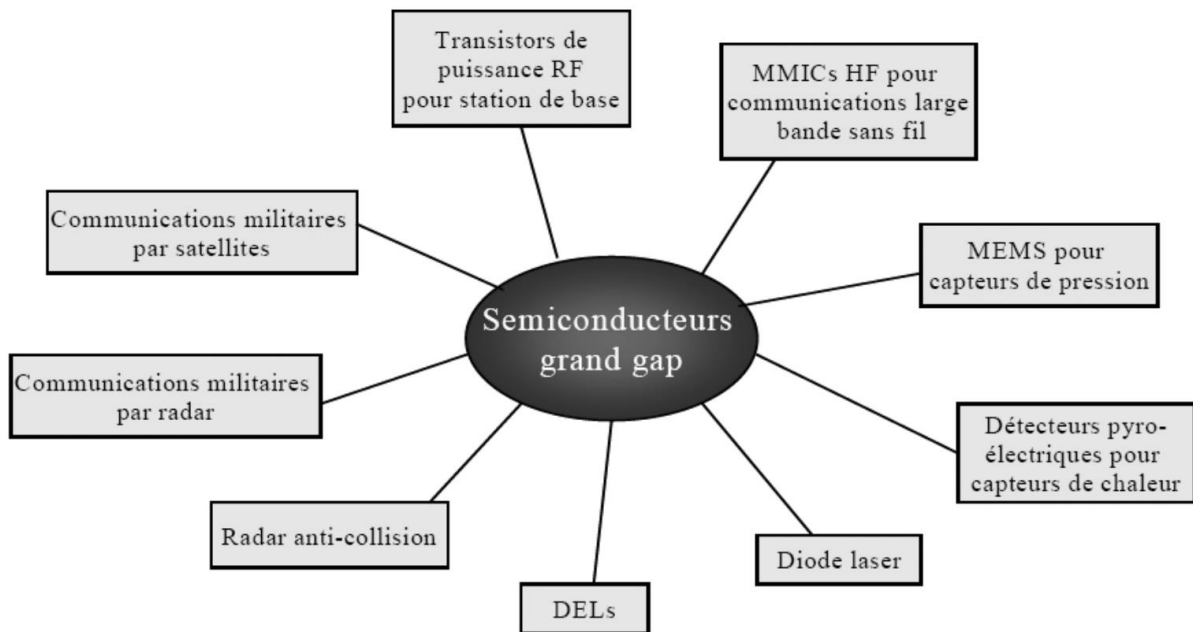 Transistors de
puissance RF
pour station de base
MMICs HF pour
communications large
bande sans fil
Communications militaires
par satellites
MEMS pour
capteurs de pression
Semiconducteurs
grand gap
Communications militaires
par radar
Détecteurs pyro-
électriques pour
capteurs de chaleur
Radar anti-collision
Diode laser
DELs